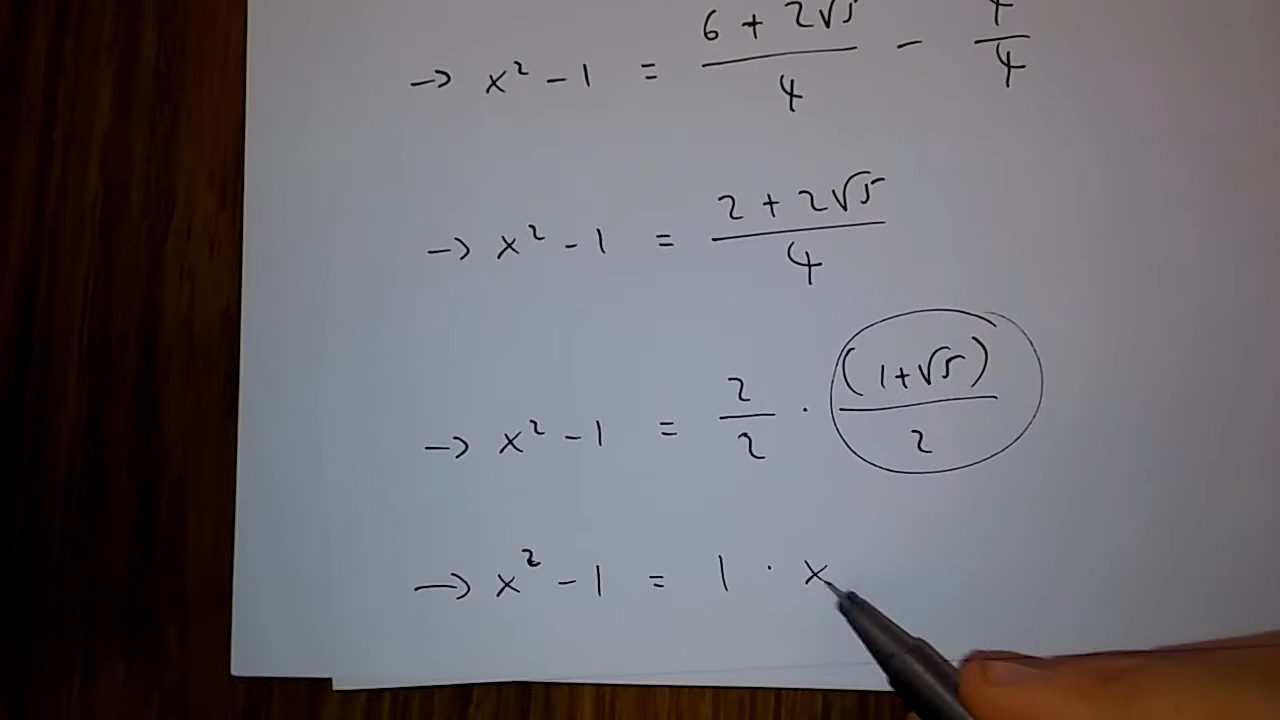 → x² - 1 = (6 + 2√5)/4 - 4/4
→ x² - 1 = (2 + 2√5)/4
→ x² - 1 = 2/2 · (1+√5)/2
→ x² - 1 = 1 · x